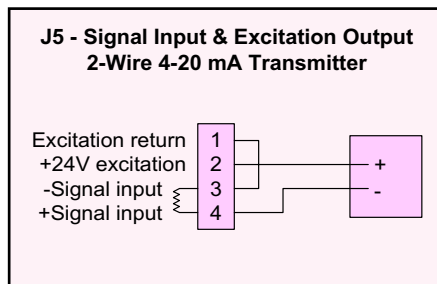 J5 - Signal Input & Excitation Output
2-Wire 4-20 mA Transmitter
Excitation return 1
+24V excitation 2 +
-Signal input 3 -
+Signal input 4